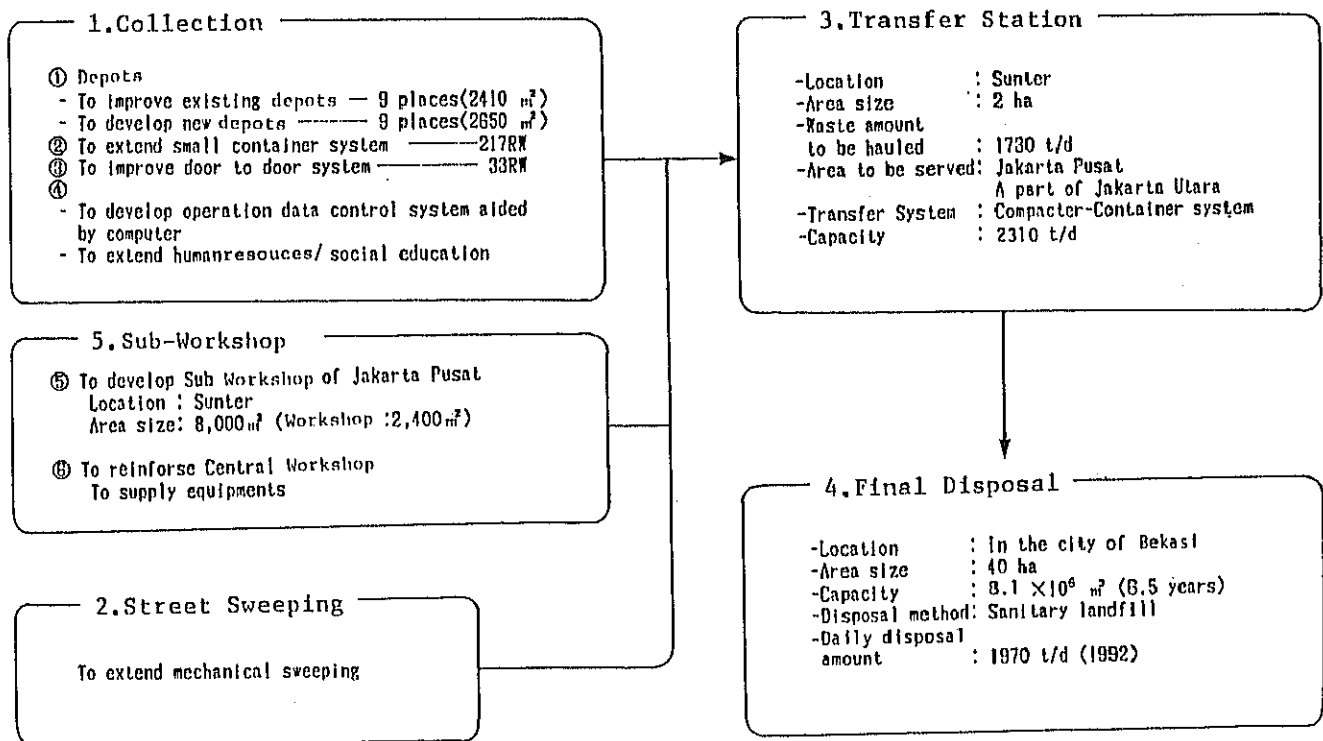 1.Collection
① Depots
- To improve existing depots — 9 places(2410 ㎡)
- To develop new depots ——— 9 places(2650 ㎡)
② To extend small container system ———217RW
③ To improve door to door system——— 33RW
④
- To develop operation data control system aided
by computer
- To extend humanresouces/ social education
5.Sub-Workshop
⑤ To develop Sub Workshop of Jakarta Pusat
Location : Sunter
Area size: 8,000㎡ (Workshop :2,400㎡)
⑥ To reinforse Central Workshop
To supply equipments
2.Street Sweeping
To extend mechanical sweeping
3.Transfer Station
-Location : Sunter
-Area size : 2 ha
-Waste amount
to be hauled : 1730 t/d
-Area to be served: Jakarta Pusat
A part of Jakarta Utara
-Transfer System : Compacter-Container system
-Capacity : 2310 t/d
4.Final Disposal
-Location : In the city of Bekasi
-Area size : 40 ha
-Capacity : 8.1 ×10⁶ ㎡ (6.5 years)
-Disposal method: Sanitary landfill
-Daily disposal
amount : 1970 t/d (1992)